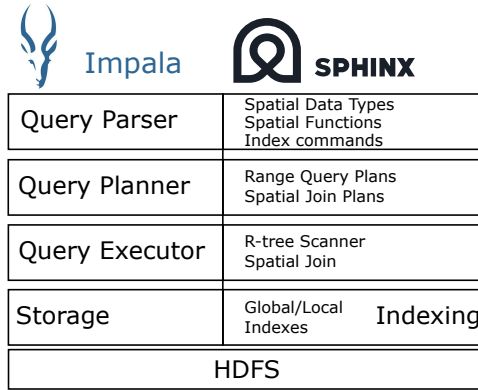 Impala
SPHINX
Query Parser
Spatial Data Types
Spatial Functions
Index commands
Query Planner
Range Query Plans
Spatial Join Plans
Query Executor
R-tree Scanner
Spatial Join
Storage
Global/Local
Indexes
Indexing
HDFS